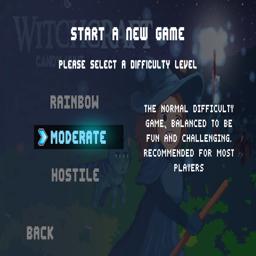 WITCHCRAFT
START A NEW GAME
PLEASE SELECT A DIFFICULTY LEVEL
RAINBOW
MODERATE
HOSTILE
THE NORMAL DIFFICULTY
GAME, BALANCED TO BE
FUN AND CHALLENGING.
RECOMMENDED FOR MOST
PLAYERS
BACK